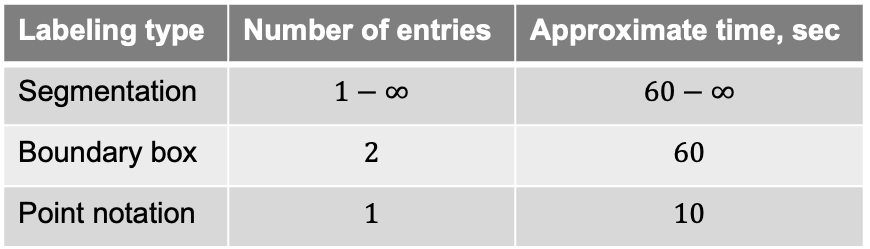 Labeling type Number of entries Approximate time, sec
Segmentation 1 − ∞ 60 − ∞
Boundary box 2 60
Point notation 1 10